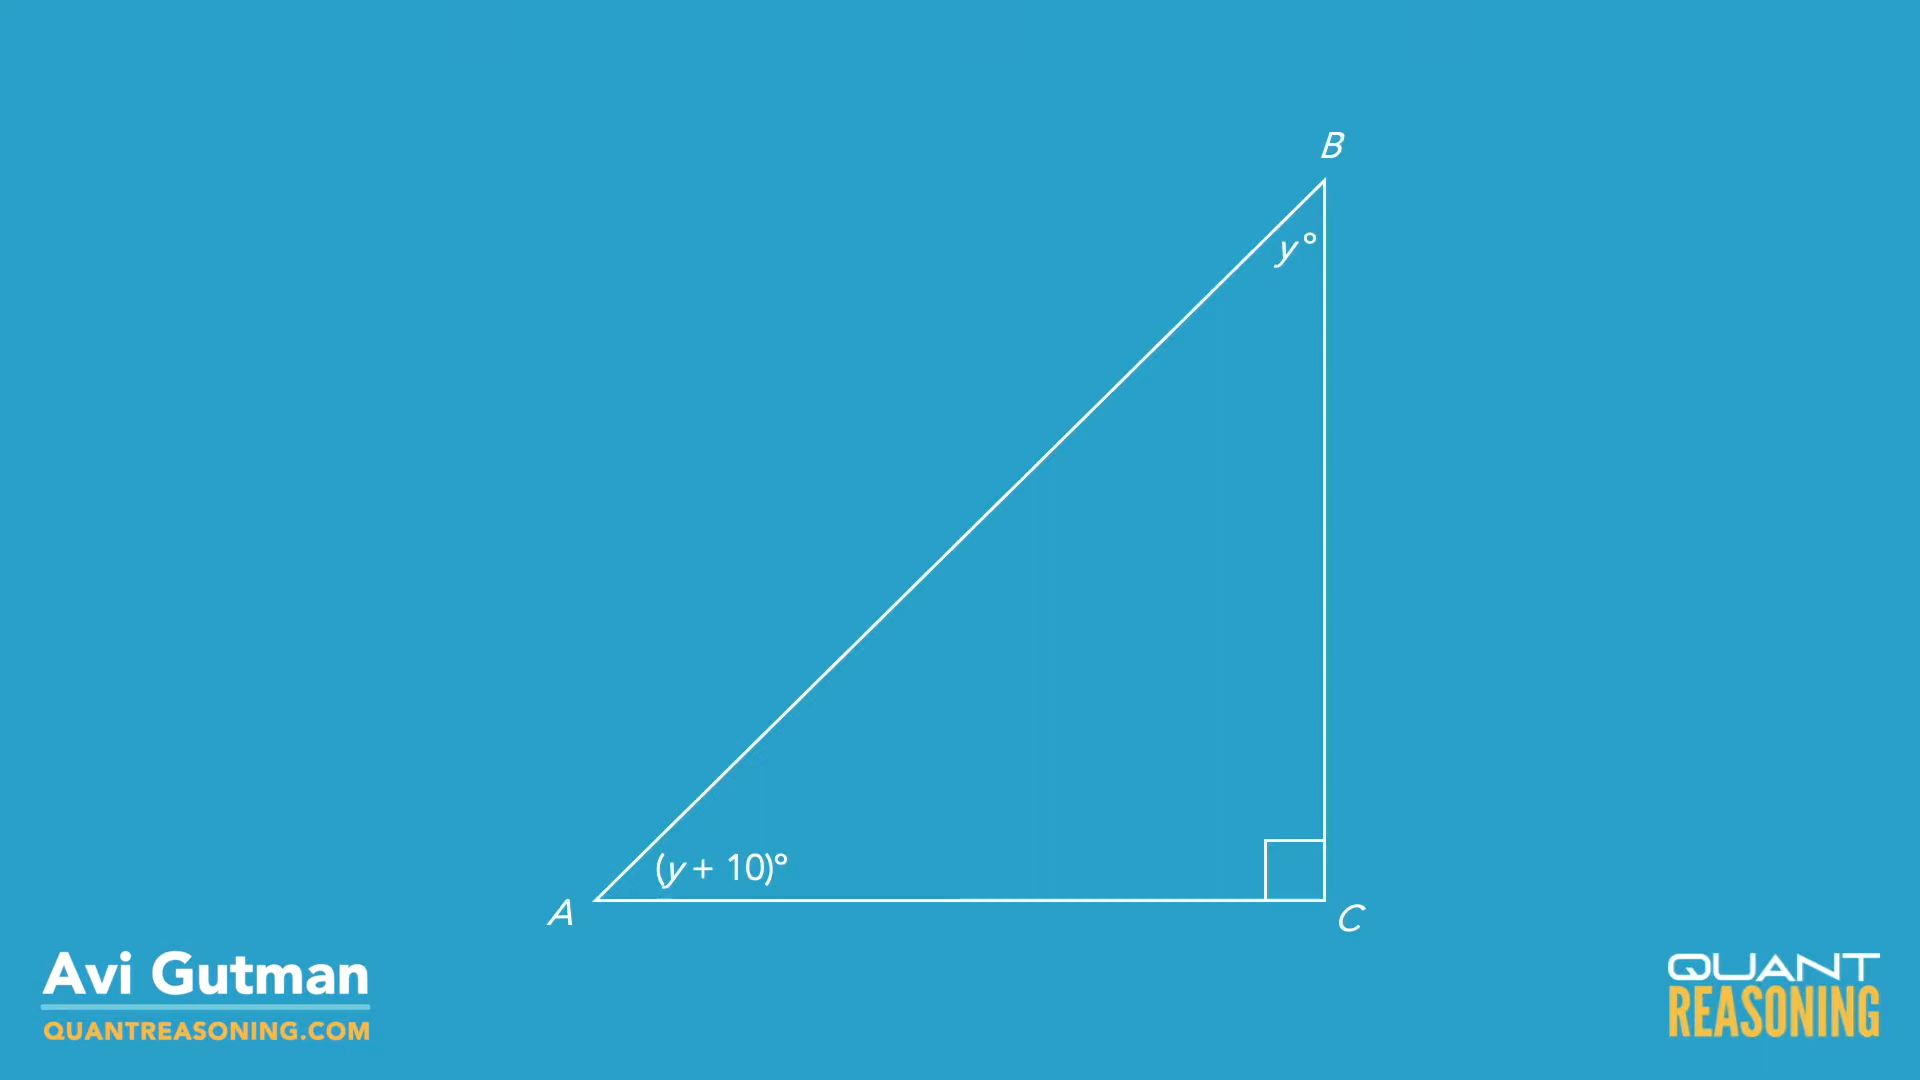 B
y°
(y + 10)°
A
C
Avi Gutman
QUANTREASONING.COM
QUANT
REASONING